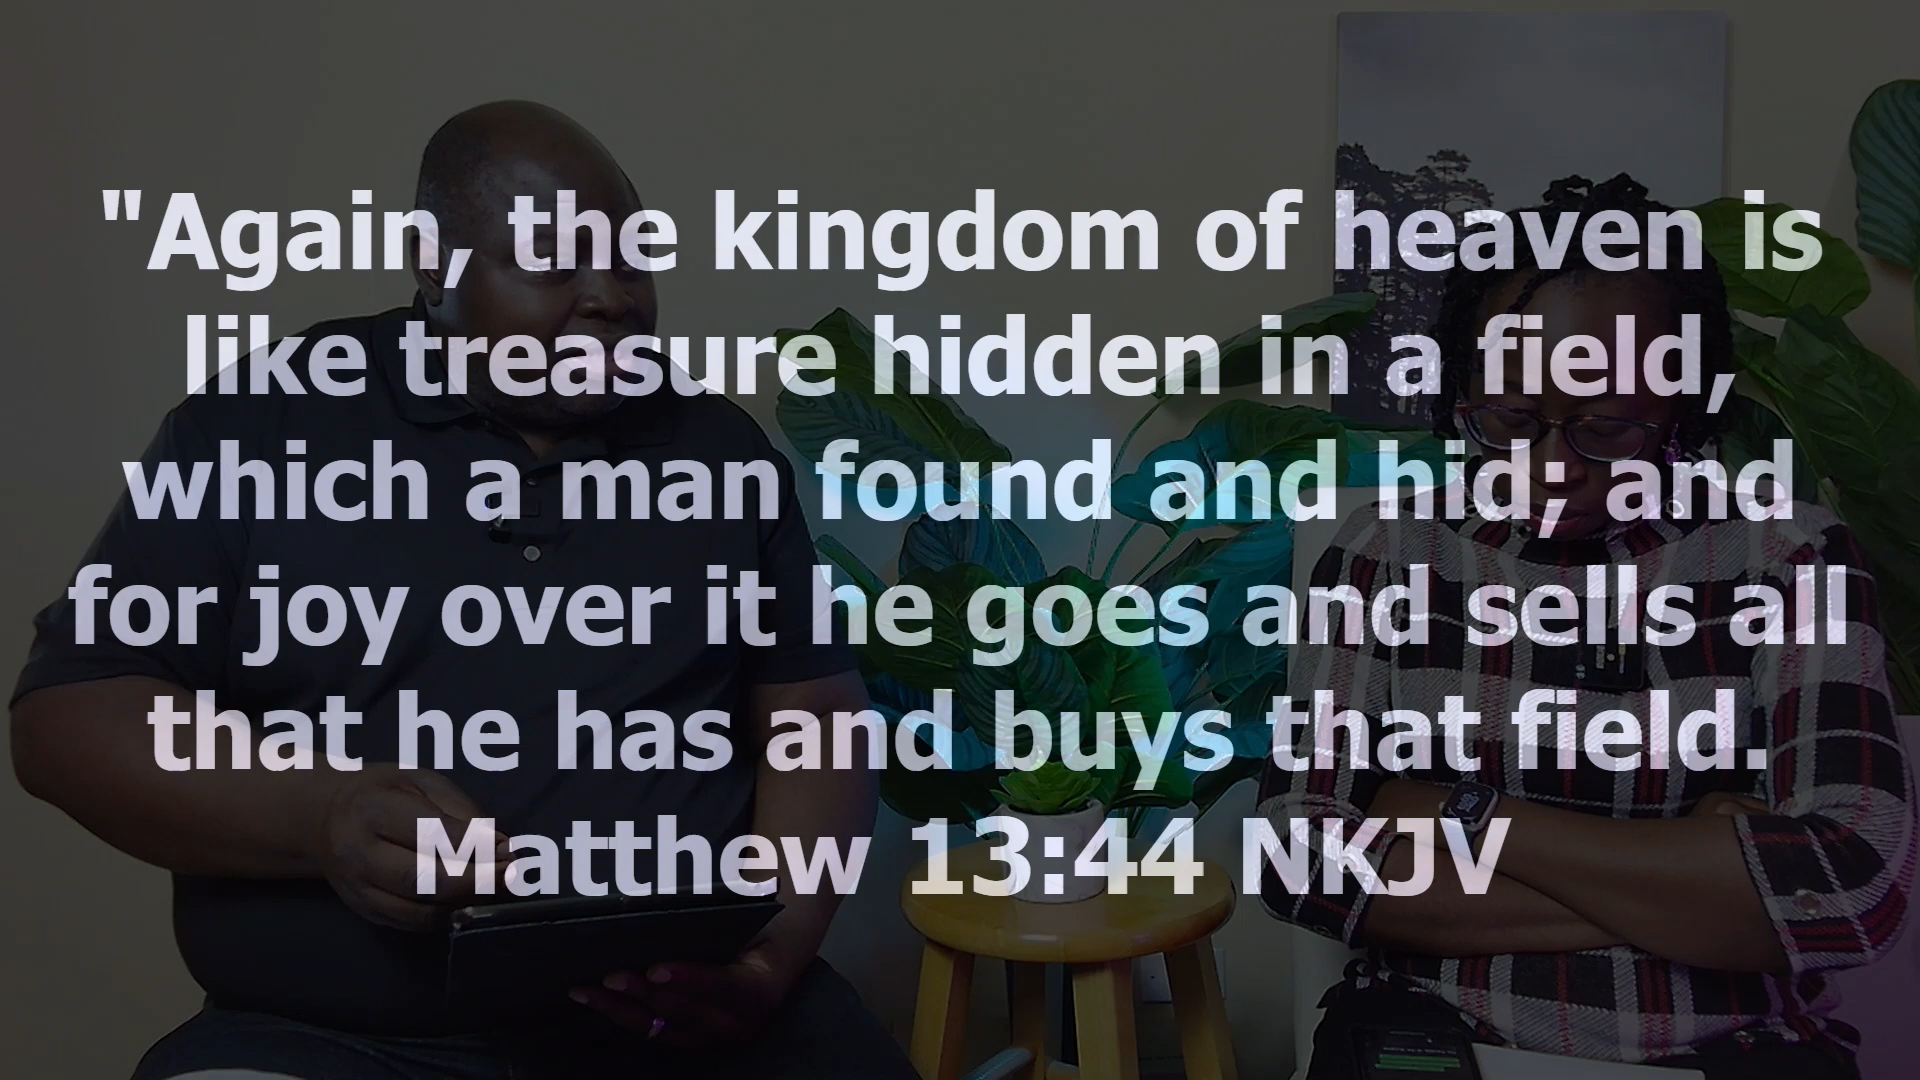 "Again, the kingdom of heaven is
like treasure hidden in a field,
which a man found and hid; and
for joy over it he goes and sells all
that he has and buys that field.
Matthew 13:44 NKJV